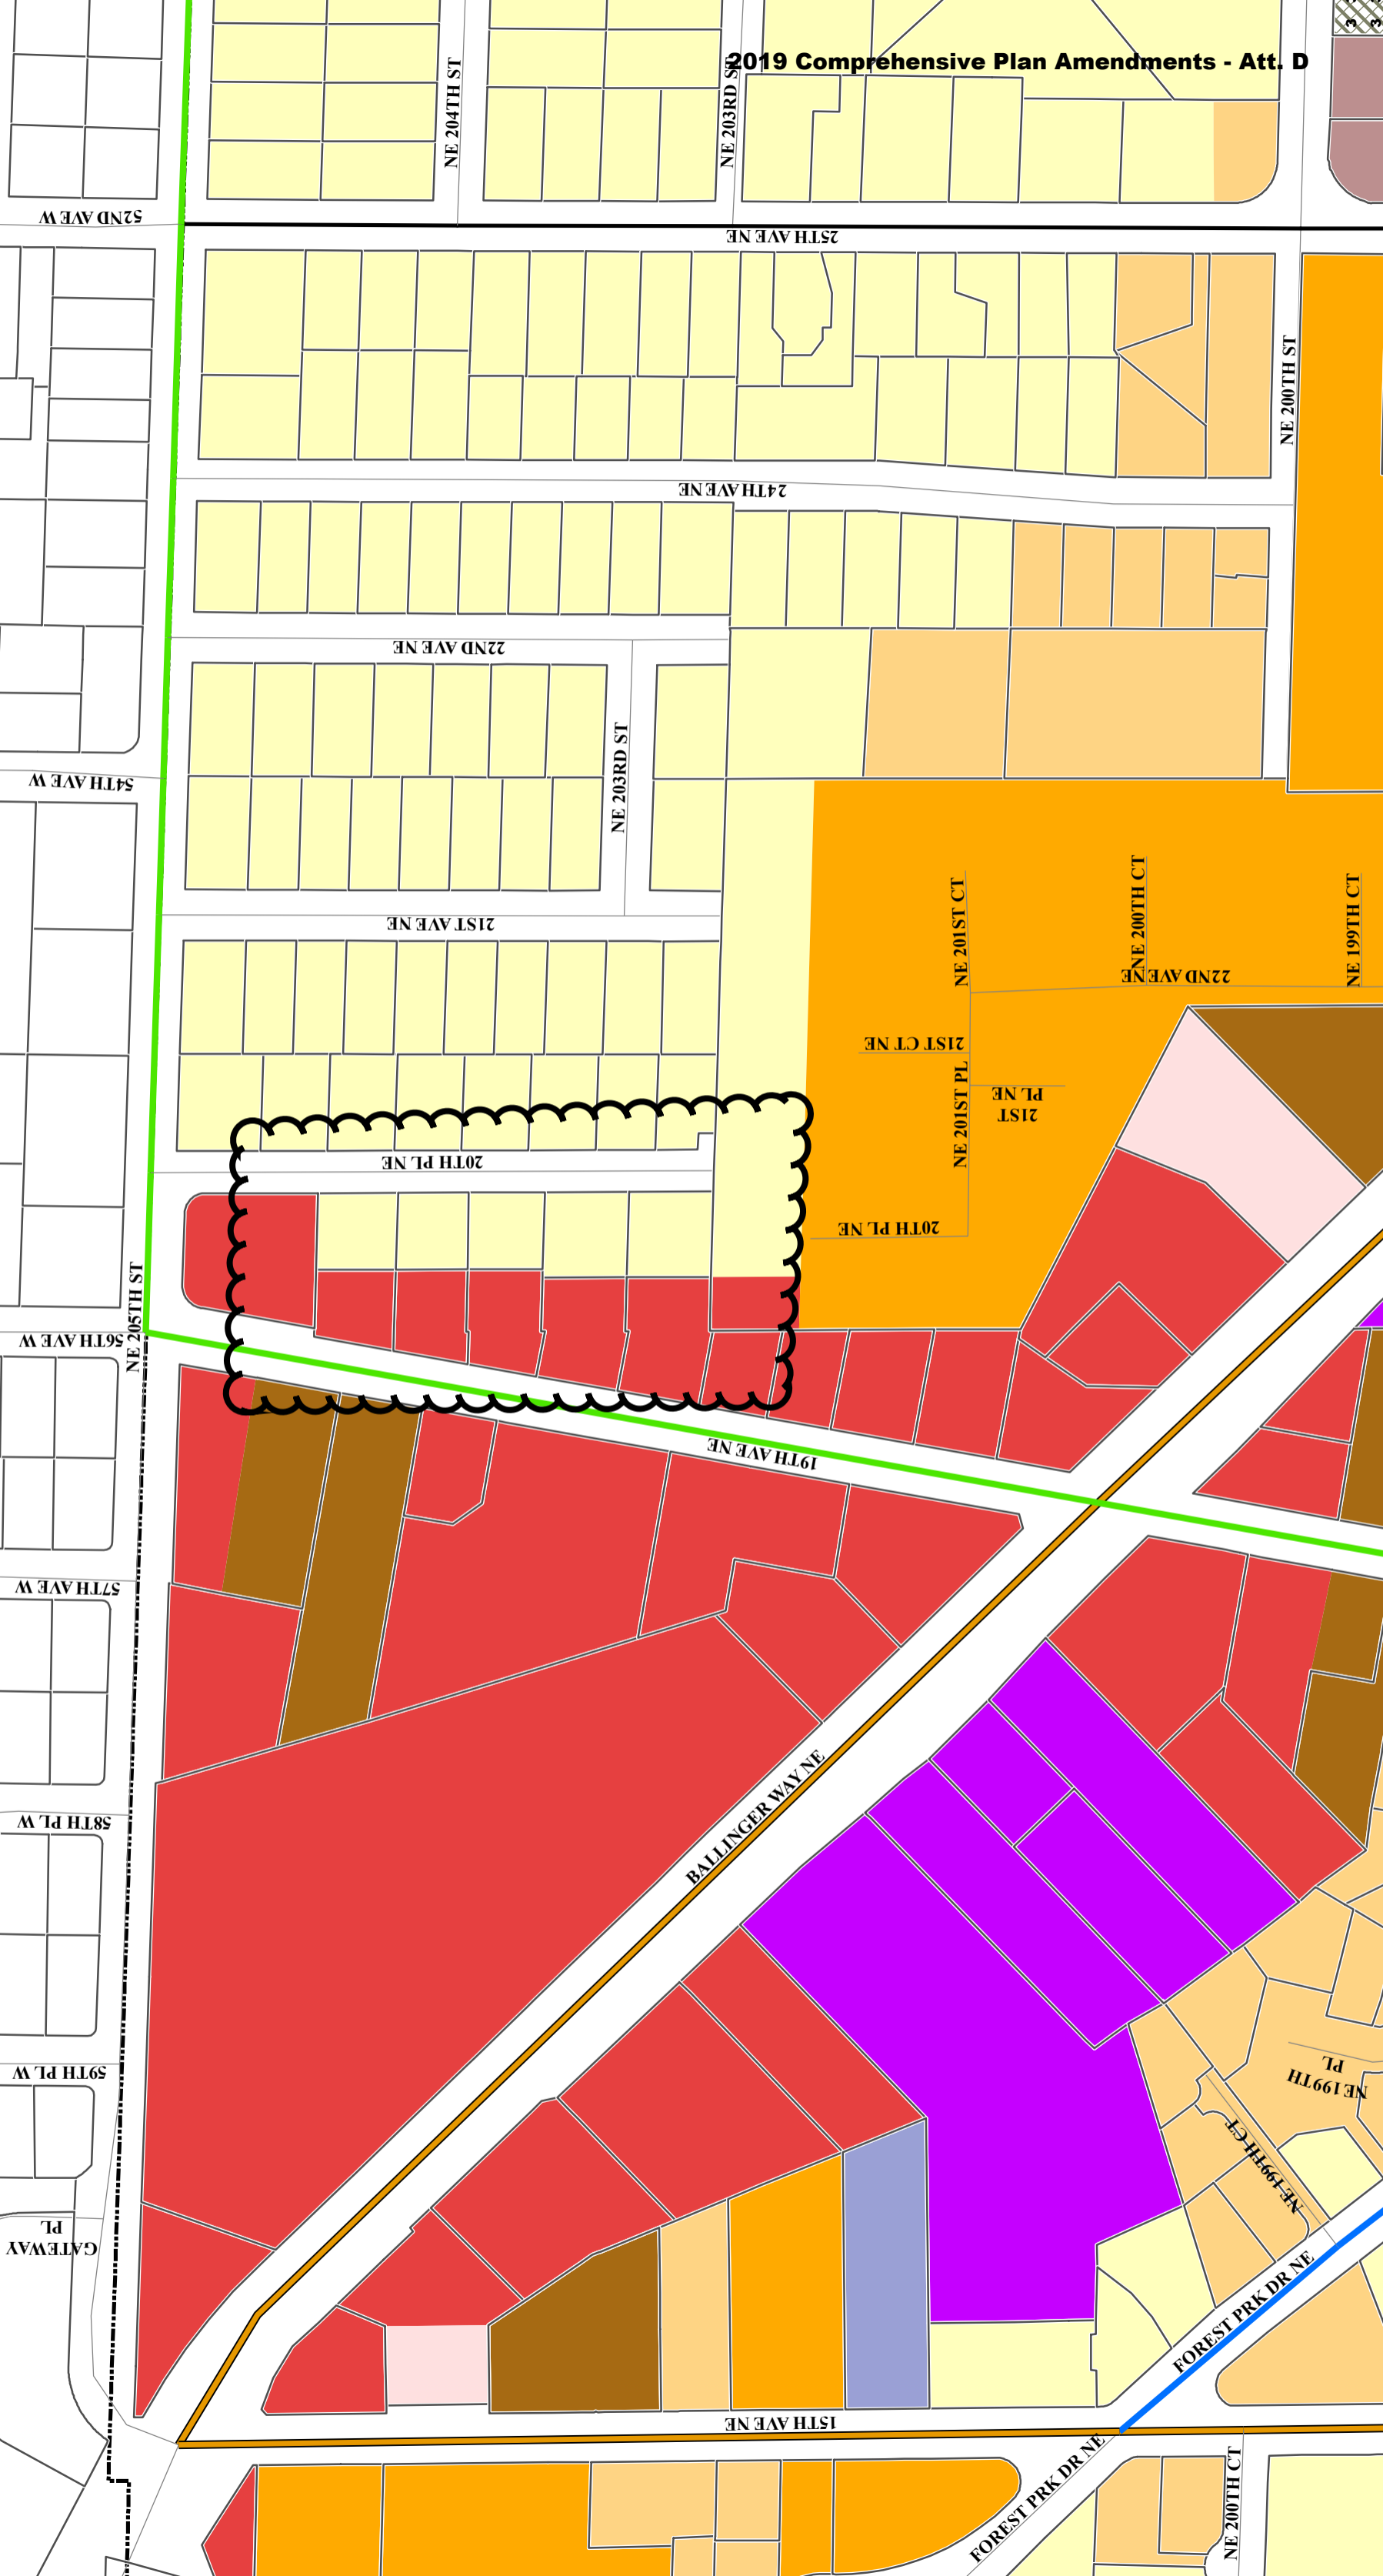 2019 Comprehensive Plan Amendments - Att. D
NE 204TH ST
NE 203RD ST
52ND AVE W
25TH AVE NE
NE 200TH ST
24TH AVE NE
22ND AVE NE
NE 203RD ST
54TH AVE W
21ST AVE NE
NE 201ST CT
NE 200TH CT
NE 199TH CT
22ND AVE NE
21ST CT NE
NE 201ST PL
21ST
PL NE
20TH PL NE
20TH PL NE
NE 205TH ST
56TH AVE W
19TH AVE NE
57TH AVE W
BALLINGER WAY NE
58TH PL W
59TH PL W
NE 199TH
PL
NE 199TH CT
GATEWAY
PL
FOREST PRK DR NE
15TH AVE NE
FOREST PRK DR NE
NE 200TH CT